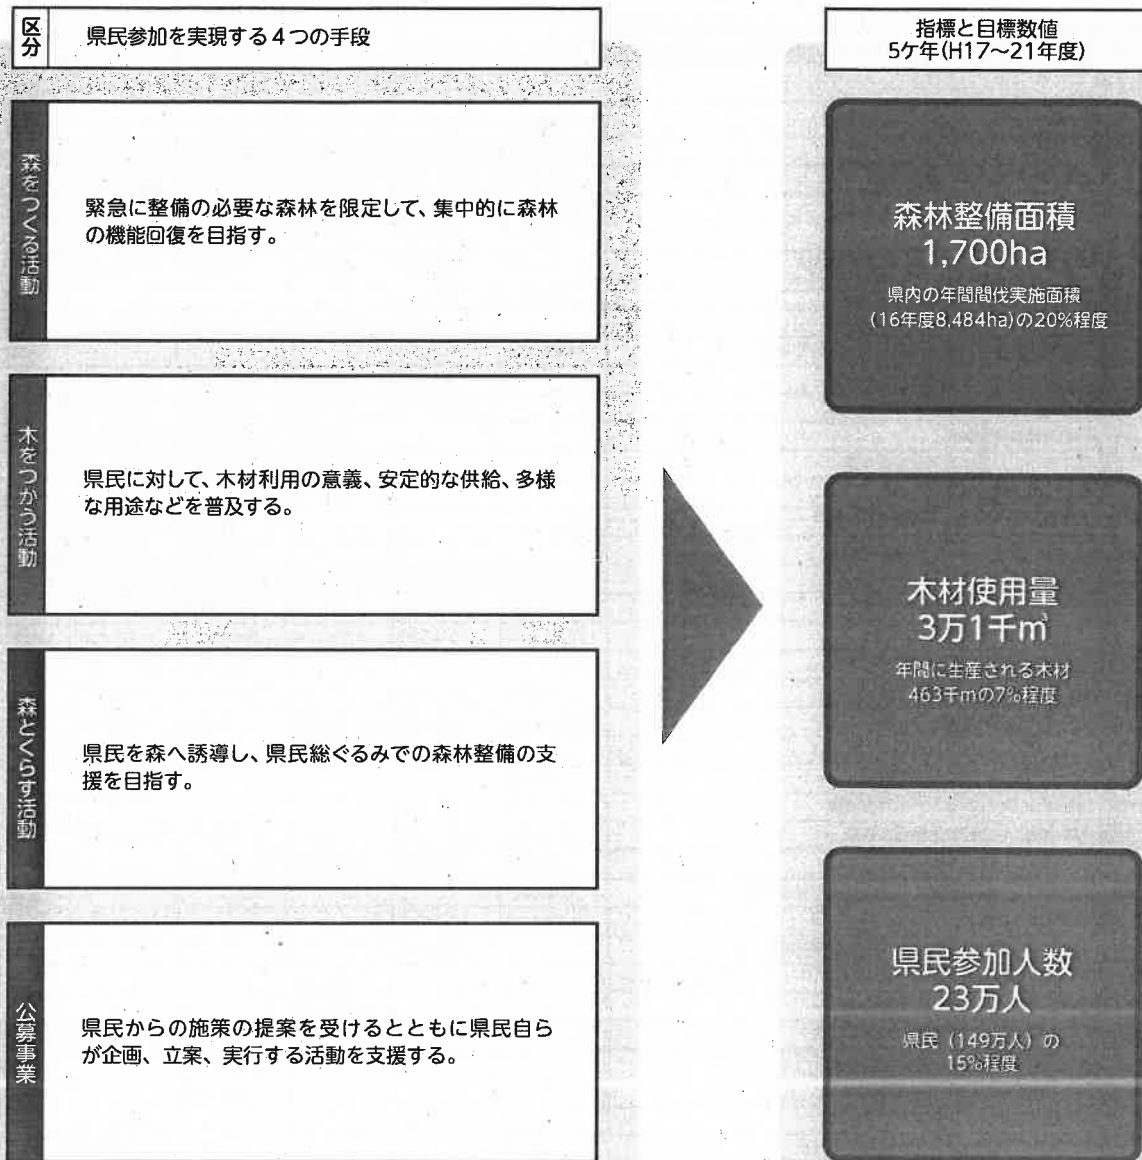 区分
県民参加を実現する4つの手段
森をつくる活動
緊急に整備の必要な森林を限定して、集中的に森林
の機能回復を目指す。
木をつかう活動
県民に対して、木材利用の意義、安定的な供給、多様
な用途などを普及する。
森とくらす活動
県民を森へ誘導し、県民総ぐるみでの森林整備の支
援を目指す。
公募事業
県民からの施策の提案を受けるとともに県民自ら
が企画、立案、実行する活動を支援する。
指標と目標数値
5ケ年(H17〜21年度)
森林整備面積
1,700ha
県内の年間間伐実施面積
(16年度8,484ha)の20%程度
木材使用量
3万1千㎥
年間に生産される木材
463千mの7%程度
県民参加人数
23万人
県民（149万人）の
15%程度